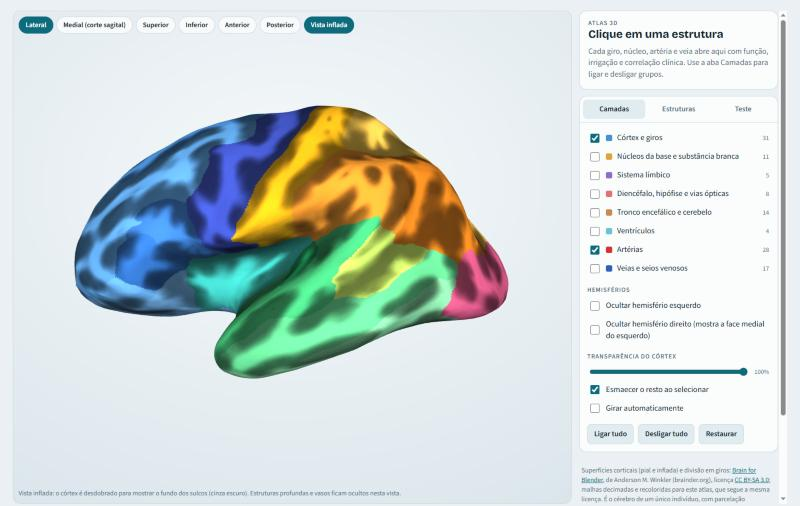 Lateral
Medial (corte sagital)
Superior
Inferior
Anterior
Posterior
Vista inflada
ATLAS 3D
Clique em uma estrutura
Cada giro, núcleo, artéria e veia abre aqui com função,
irrigação e correlação clínica. Use a aba Camadas para
ligar e desligar grupos.
Camadas
Estruturas
Teste
Córtex e giros 31
Núcleos da base e substância branca 11
Sistema límbico 5
Diencéfalo, hipófise e vias ópticas 8
Tronco encefálico e cerebelo 14
Ventrículos 4
Artérias 28
Veias e seios venosos 17
HEMISFÉRIOS
Ocultar hemisfério esquerdo
Ocultar hemisfério direito (mostra a face medial
do esquerdo)
TRANSPARÊNCIA DO CÓRTEX
100%
Esmaecer o resto ao selecionar
Girar automaticamente
Ligar tudo
Desligar tudo
Restaurar
Superfícies corticais (pial e inflada) e divisão em giros: Brain for
Blender, de Anderson M. Winkler (brainder.org), licença CC BY-SA 3.0;
malhas decimadas e recoloridas para este atlas, que segue a mesma
licença. É o cérebro de um único indivíduo, com parcelação
Vista inflada: o córtex é desdobrado para mostrar o fundo dos sulcos (cinza escuro). Estruturas profundas e vasos ficam ocultos nesta vista.